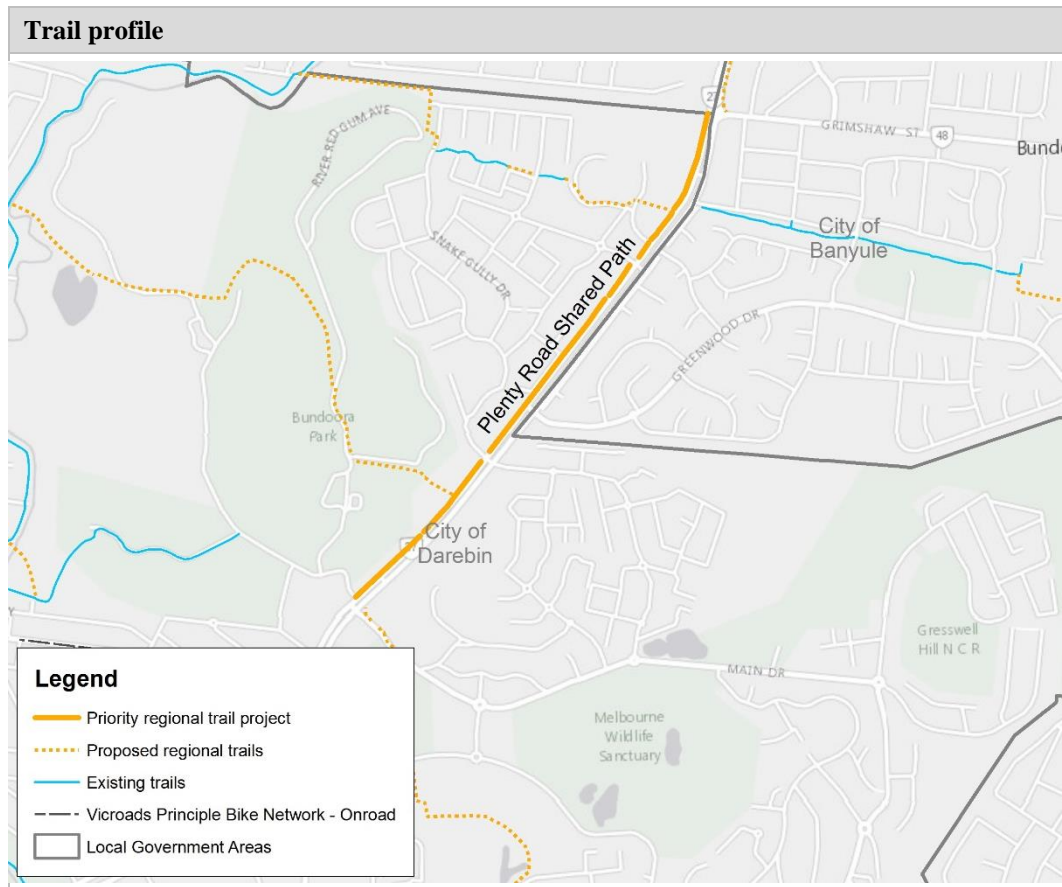 Trail profile
RIVER RED GUM AVE
27
GRIMSHAW ST 48
City of
Banyule
SNAKE GULLY DR
Plenty Road Shared Path
GREENWOOD DR
Bundoora
Park
City of
Darebin
Gresswell
Hill N C R
MAIN DR
Melbourne
Wildlife
Sanctuary
Legend
Priority regional trail project
Proposed regional trails
Existing trails
Vicroads Principle Bike Network - Onroad
Local Government Areas